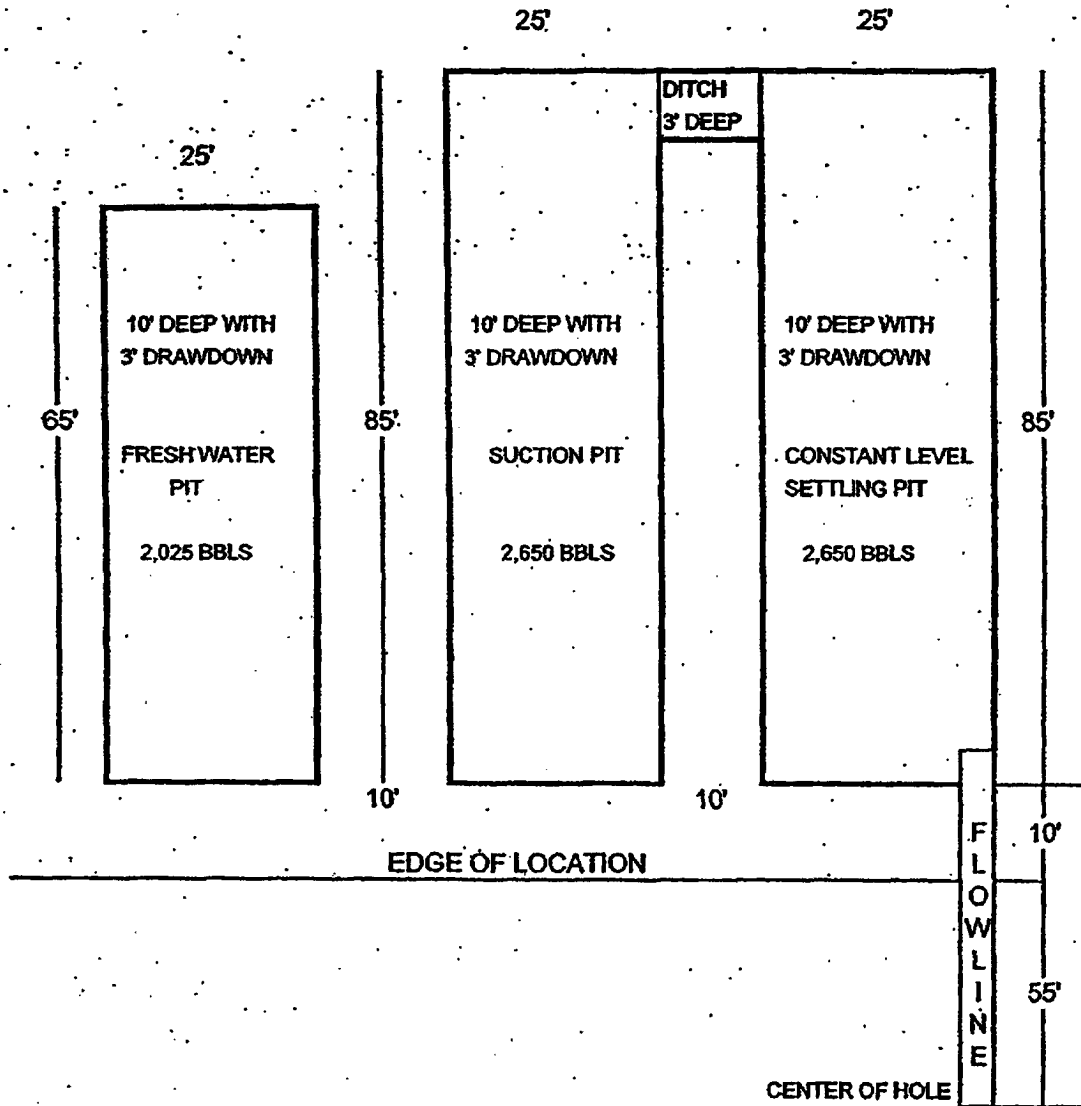 25'
25'
DITCH
3' DEEP
25'
10' DEEP WITH
3' DRAWDOWN
10' DEEP WITH
3' DRAWDOWN
10' DEEP WITH
3' DRAWDOWN
65'
85'
85'
FRESH WATER
PIT
SUCTION PIT
CONSTANT LEVEL
SETTLING PIT
2,025 BBLS
2,650 BBLS
2,650 BBLS
10'
10'
10'
EDGE OF LOCATION
FLOWLINE
55'
CENTER OF HOLE